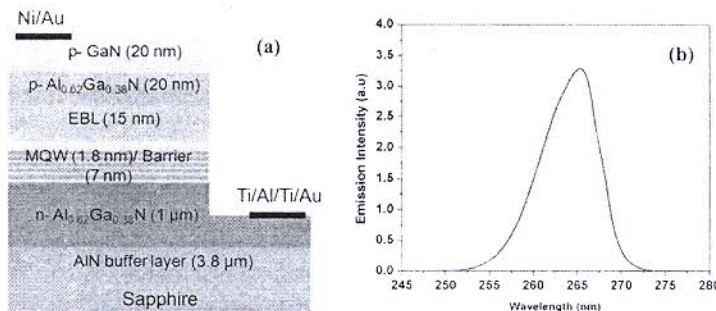 Ni/Au
(a)
p- GaN (20 nm)
p- Al0.62Ga0.38N (20 nm)
EBL (15 nm)
MQW (1.8 nm)/ Barrier
(7 nm)
Ti/Al/Ti/Au
n- Al0.62Ga0.38N (1 µm)
AlN buffer layer (3.8 µm)
Sapphire
(b)
Emission Intensity (a.u)
4.0
3.5
3.0
2.5
2.0
1.5
1.0
0.5
0.0
245 250 255 260 265 270 275 280
Wavelength (nm)